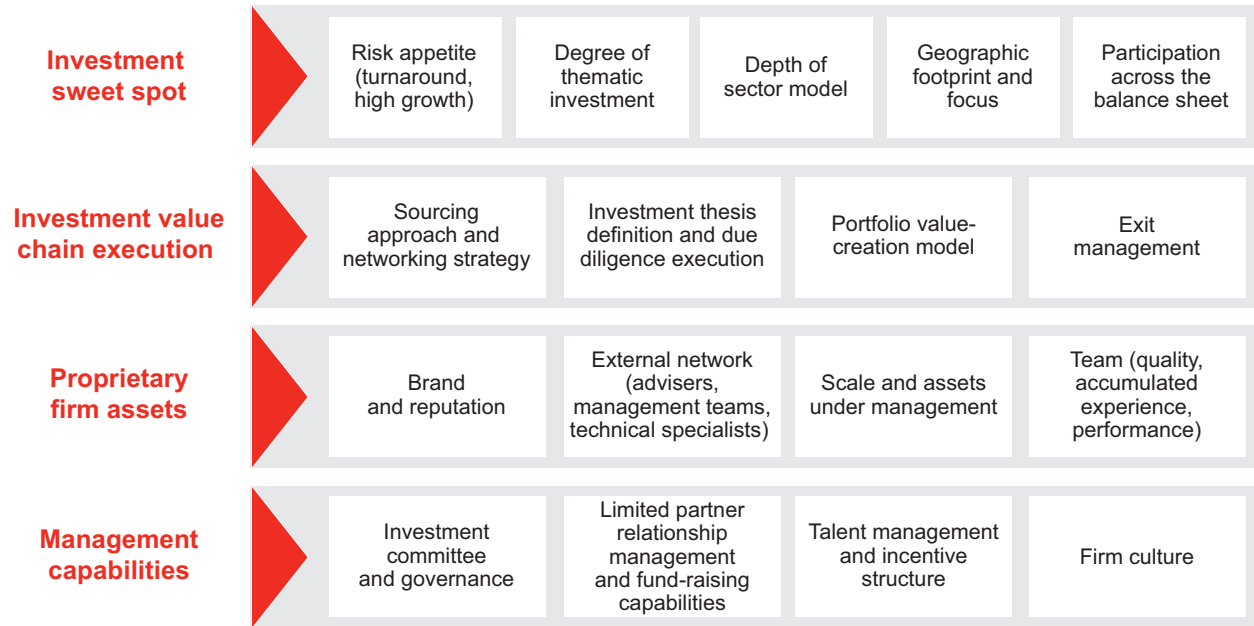 Investment
sweet spot
Risk appetite
(turnaround,
high growth)
Degree of
thematic
investment
Depth of
sector model
Geographic
footprint and
focus
Participation
across the
balance sheet
Investment value
chain execution
Sourcing
approach and
networking strategy
Investment thesis
definition and due
diligence execution
Portfolio value-
creation model
Exit
management
Proprietary
firm assets
Brand
and reputation
External network
(advisers,
management teams,
technical specialists)
Scale and assets
under management
Team (quality,
accumulated
experience,
performance)
Management
capabilities
Investment
committee
and governance
Limited partner
relationship
management
and fund-raising
capabilities
Talent management
and incentive
structure
Firm culture